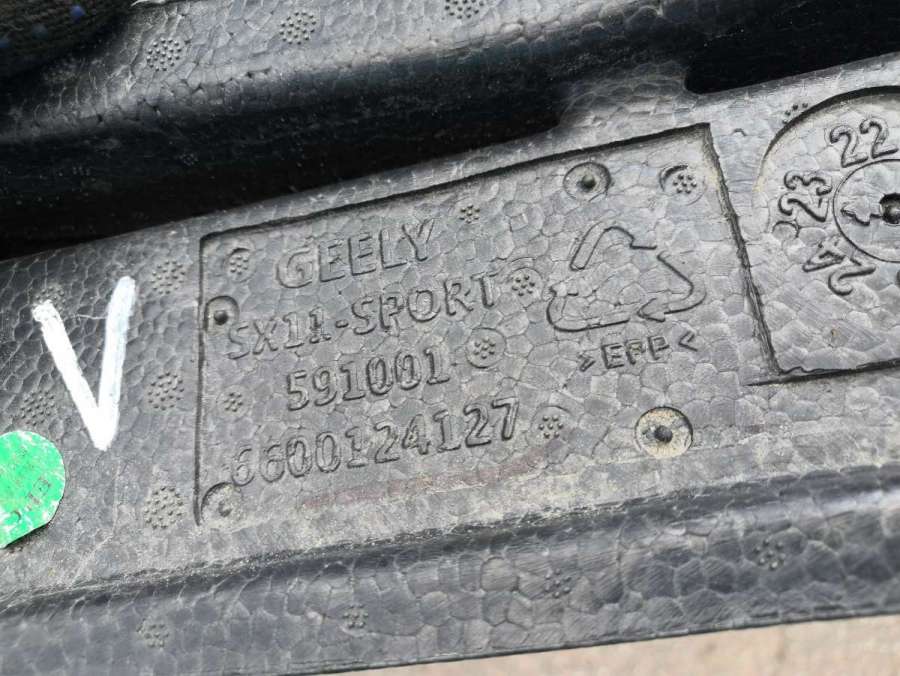 GEELY
SX11-SPORT
591001
6600124127
>EPP<
22
23
24
V